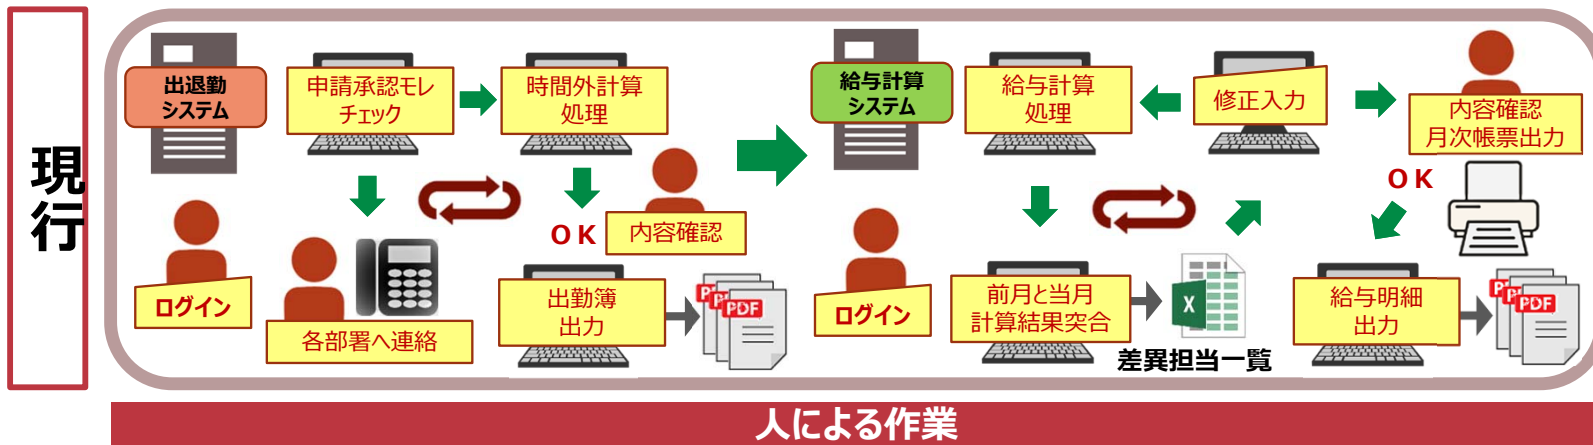 現行
出退勤
システム
申請承認モレ
チェック
時間外計算
処理
ログイン
各部署へ連絡
OK
内容確認
出勤簿
出力
PDF
PDF
PDF
給与計算
システム
給与計算
処理
修正入力
内容確認
月次帳票出力
OK
ログイン
前月と当月
計算結果突合
X
差異担当一覧
給与明細
出力
PDF
PDF
PDF
人による作業